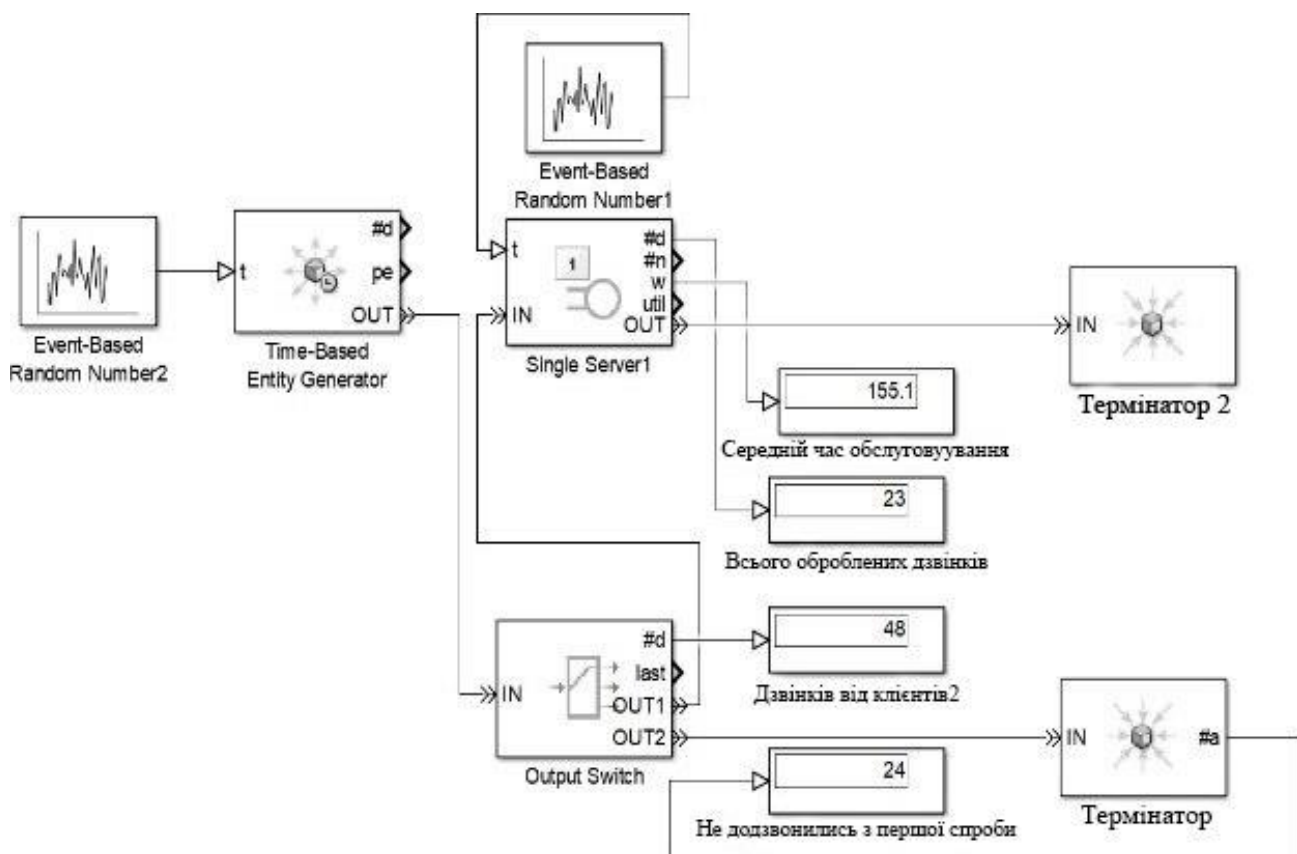 Event-Based
Random Number1
#d
pe
t
OUT
Event-Based
Random Number2
Time-Based
Entity Generator
t
1
IN
#d
#n
w
util
OUT
Single Server1
IN
Термінатор 2
155.1
Середній час обслутовуування
23
Всього оброблених дзвінків
#d
last
IN
OUT1
OUT2
Output Switch
48
Дзвінків від клієнтів2
24
Не додзвонились з першої спроби
IN
#a
Термінатор